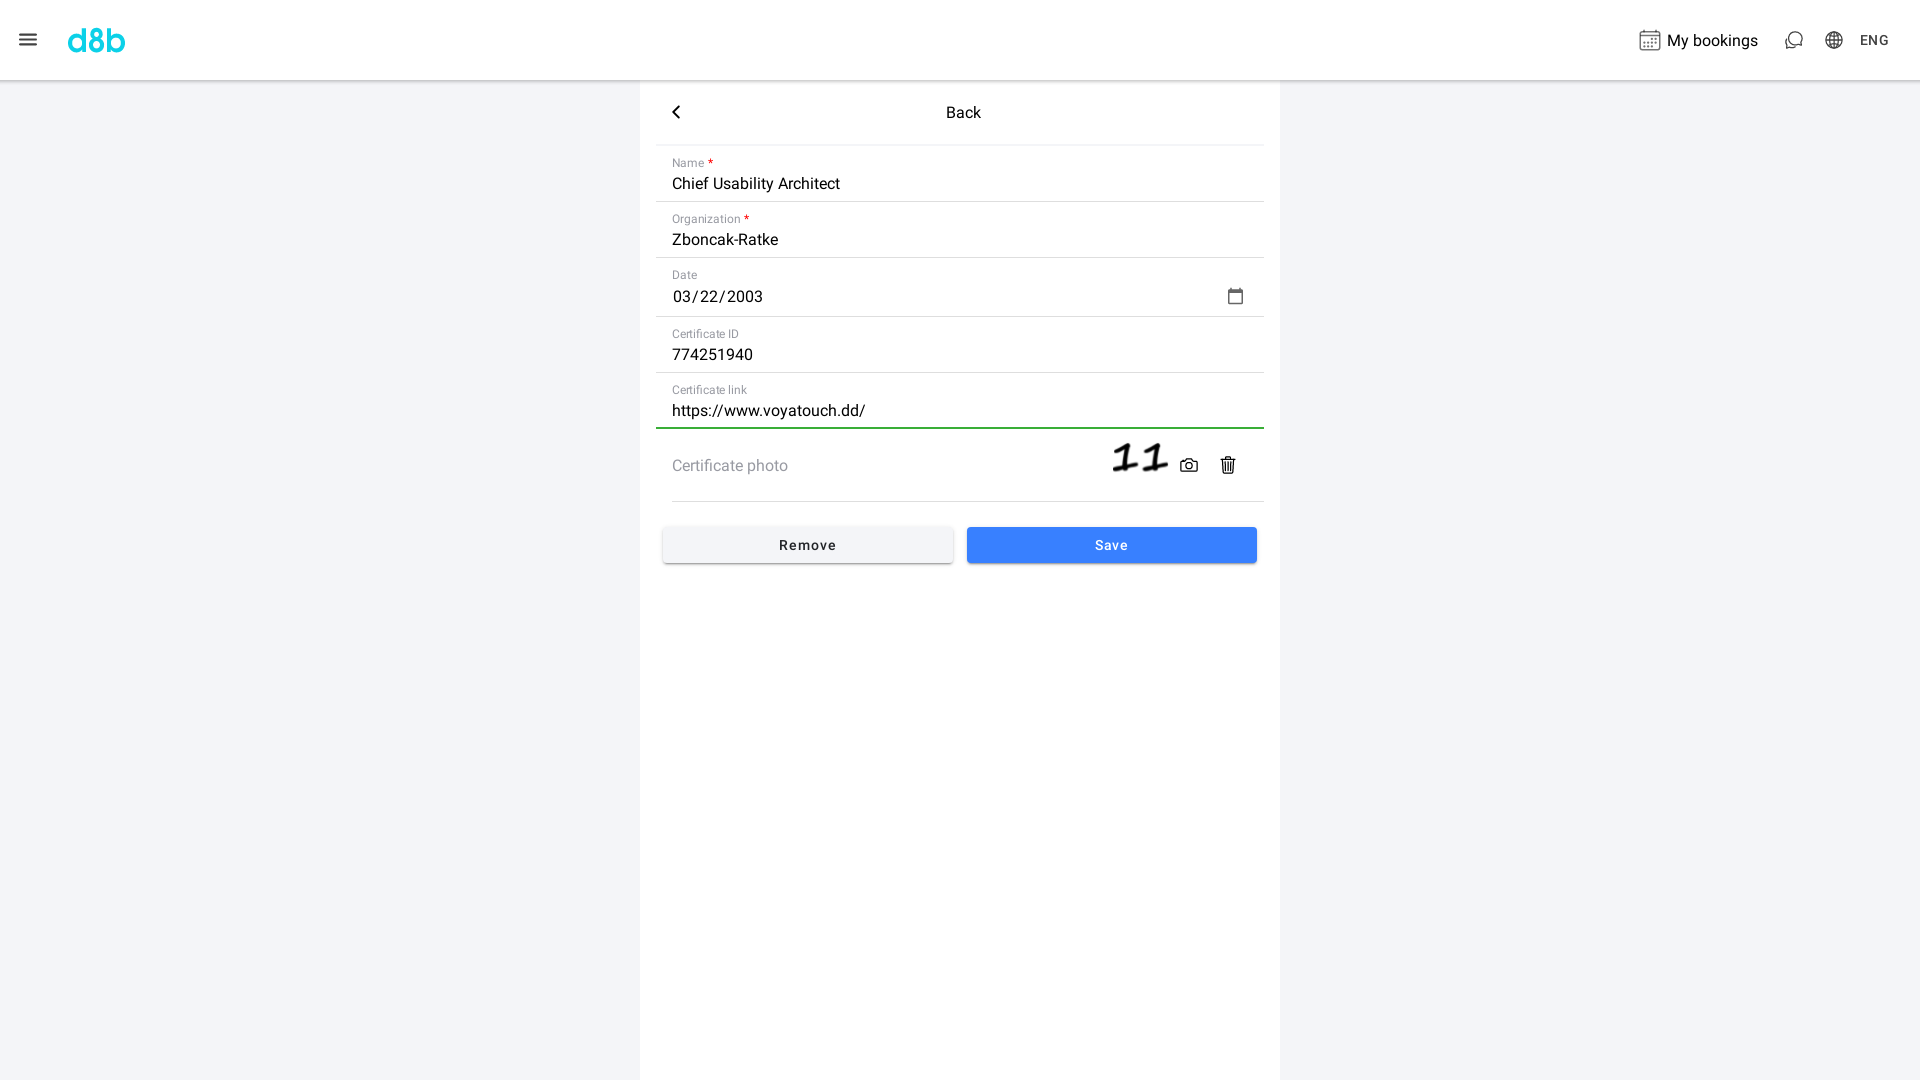 d8b
My bookings
ENG
Back
Name *
Chief Usability Architect
Organization *
Zboncak-Ratke
Date
03/22/2003
Certificate ID
774251940
Certificate link
https://www.voyatouch.dd/
Certificate photo
11
Remove
Save